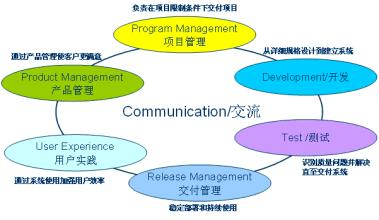 负责在项目限制条件下交付项目
Program Management
项目管理
通过产品管理使客户更满意
从详细规格设计到建立系统
Product Management
产品管理
Development/开发
Communication/交流
User Experience
用户实践
Test /测试
识别质量问题并解决
直至交付系统
通过系统使用加强用户效率
Release Management
交付管理
稳定部署和持续使用